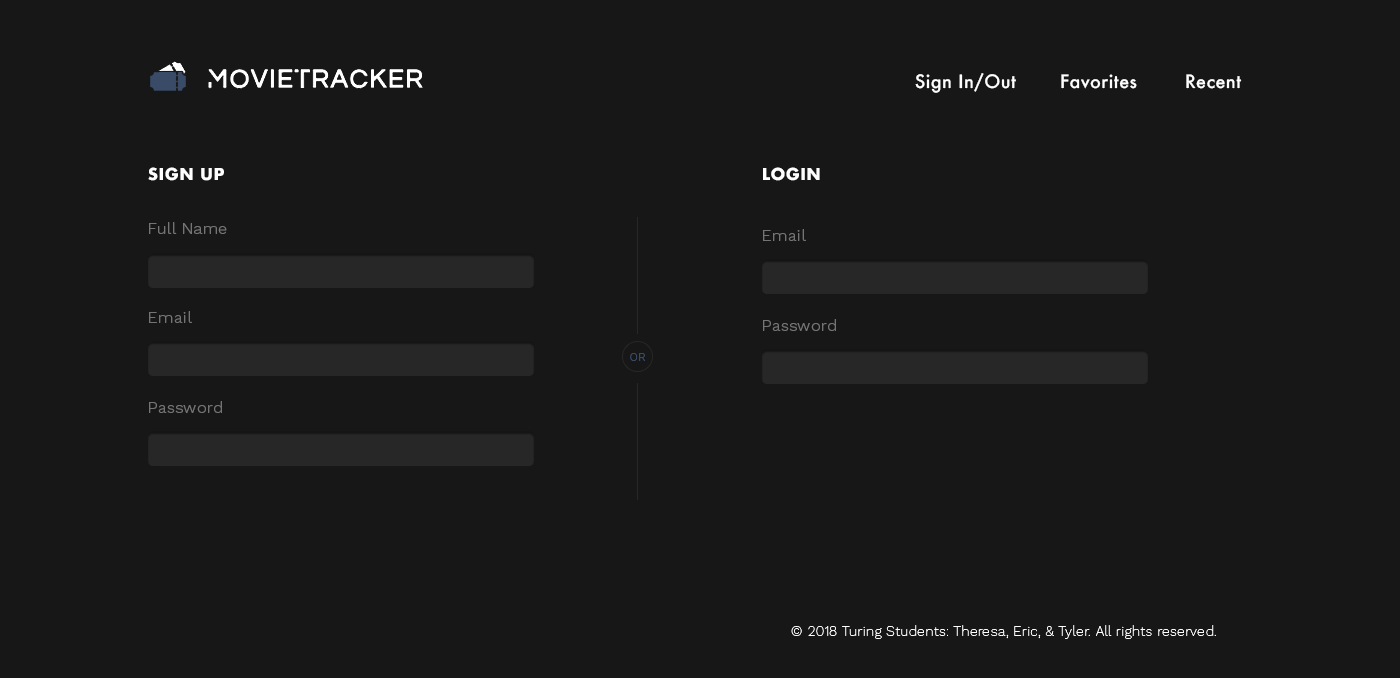 MOVIETRACKER
Sign In/Out Favorites Recent
SIGN UP
Full Name
Email
Password
OR
LOGIN
Email
Password
© 2018 Turing Students: Theresa, Eric, & Tyler. All rights reserved.